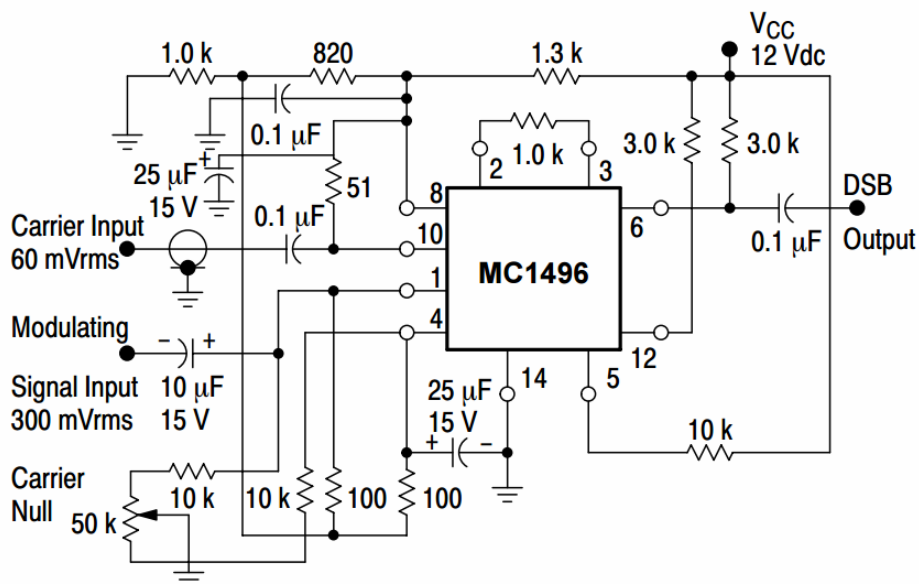 V_CC
12 Vdc
1.0 k
820
1.3 k
0.1 µF
3.0 k
3.0 k
1.0 k
2
3
25 µF
+
15 V
51
0.1 µF
8
Carrier Input
60 mVrms
10
MC1496
6
DSB
Output
0.1 µF
1
4
12
Modulating
- +
Signal Input
300 mVrms
10 µF
15 V
14
5
25 µF
15 V
+ -
Carrier
Null
50 k
10 k
10 k
100
100
10 k